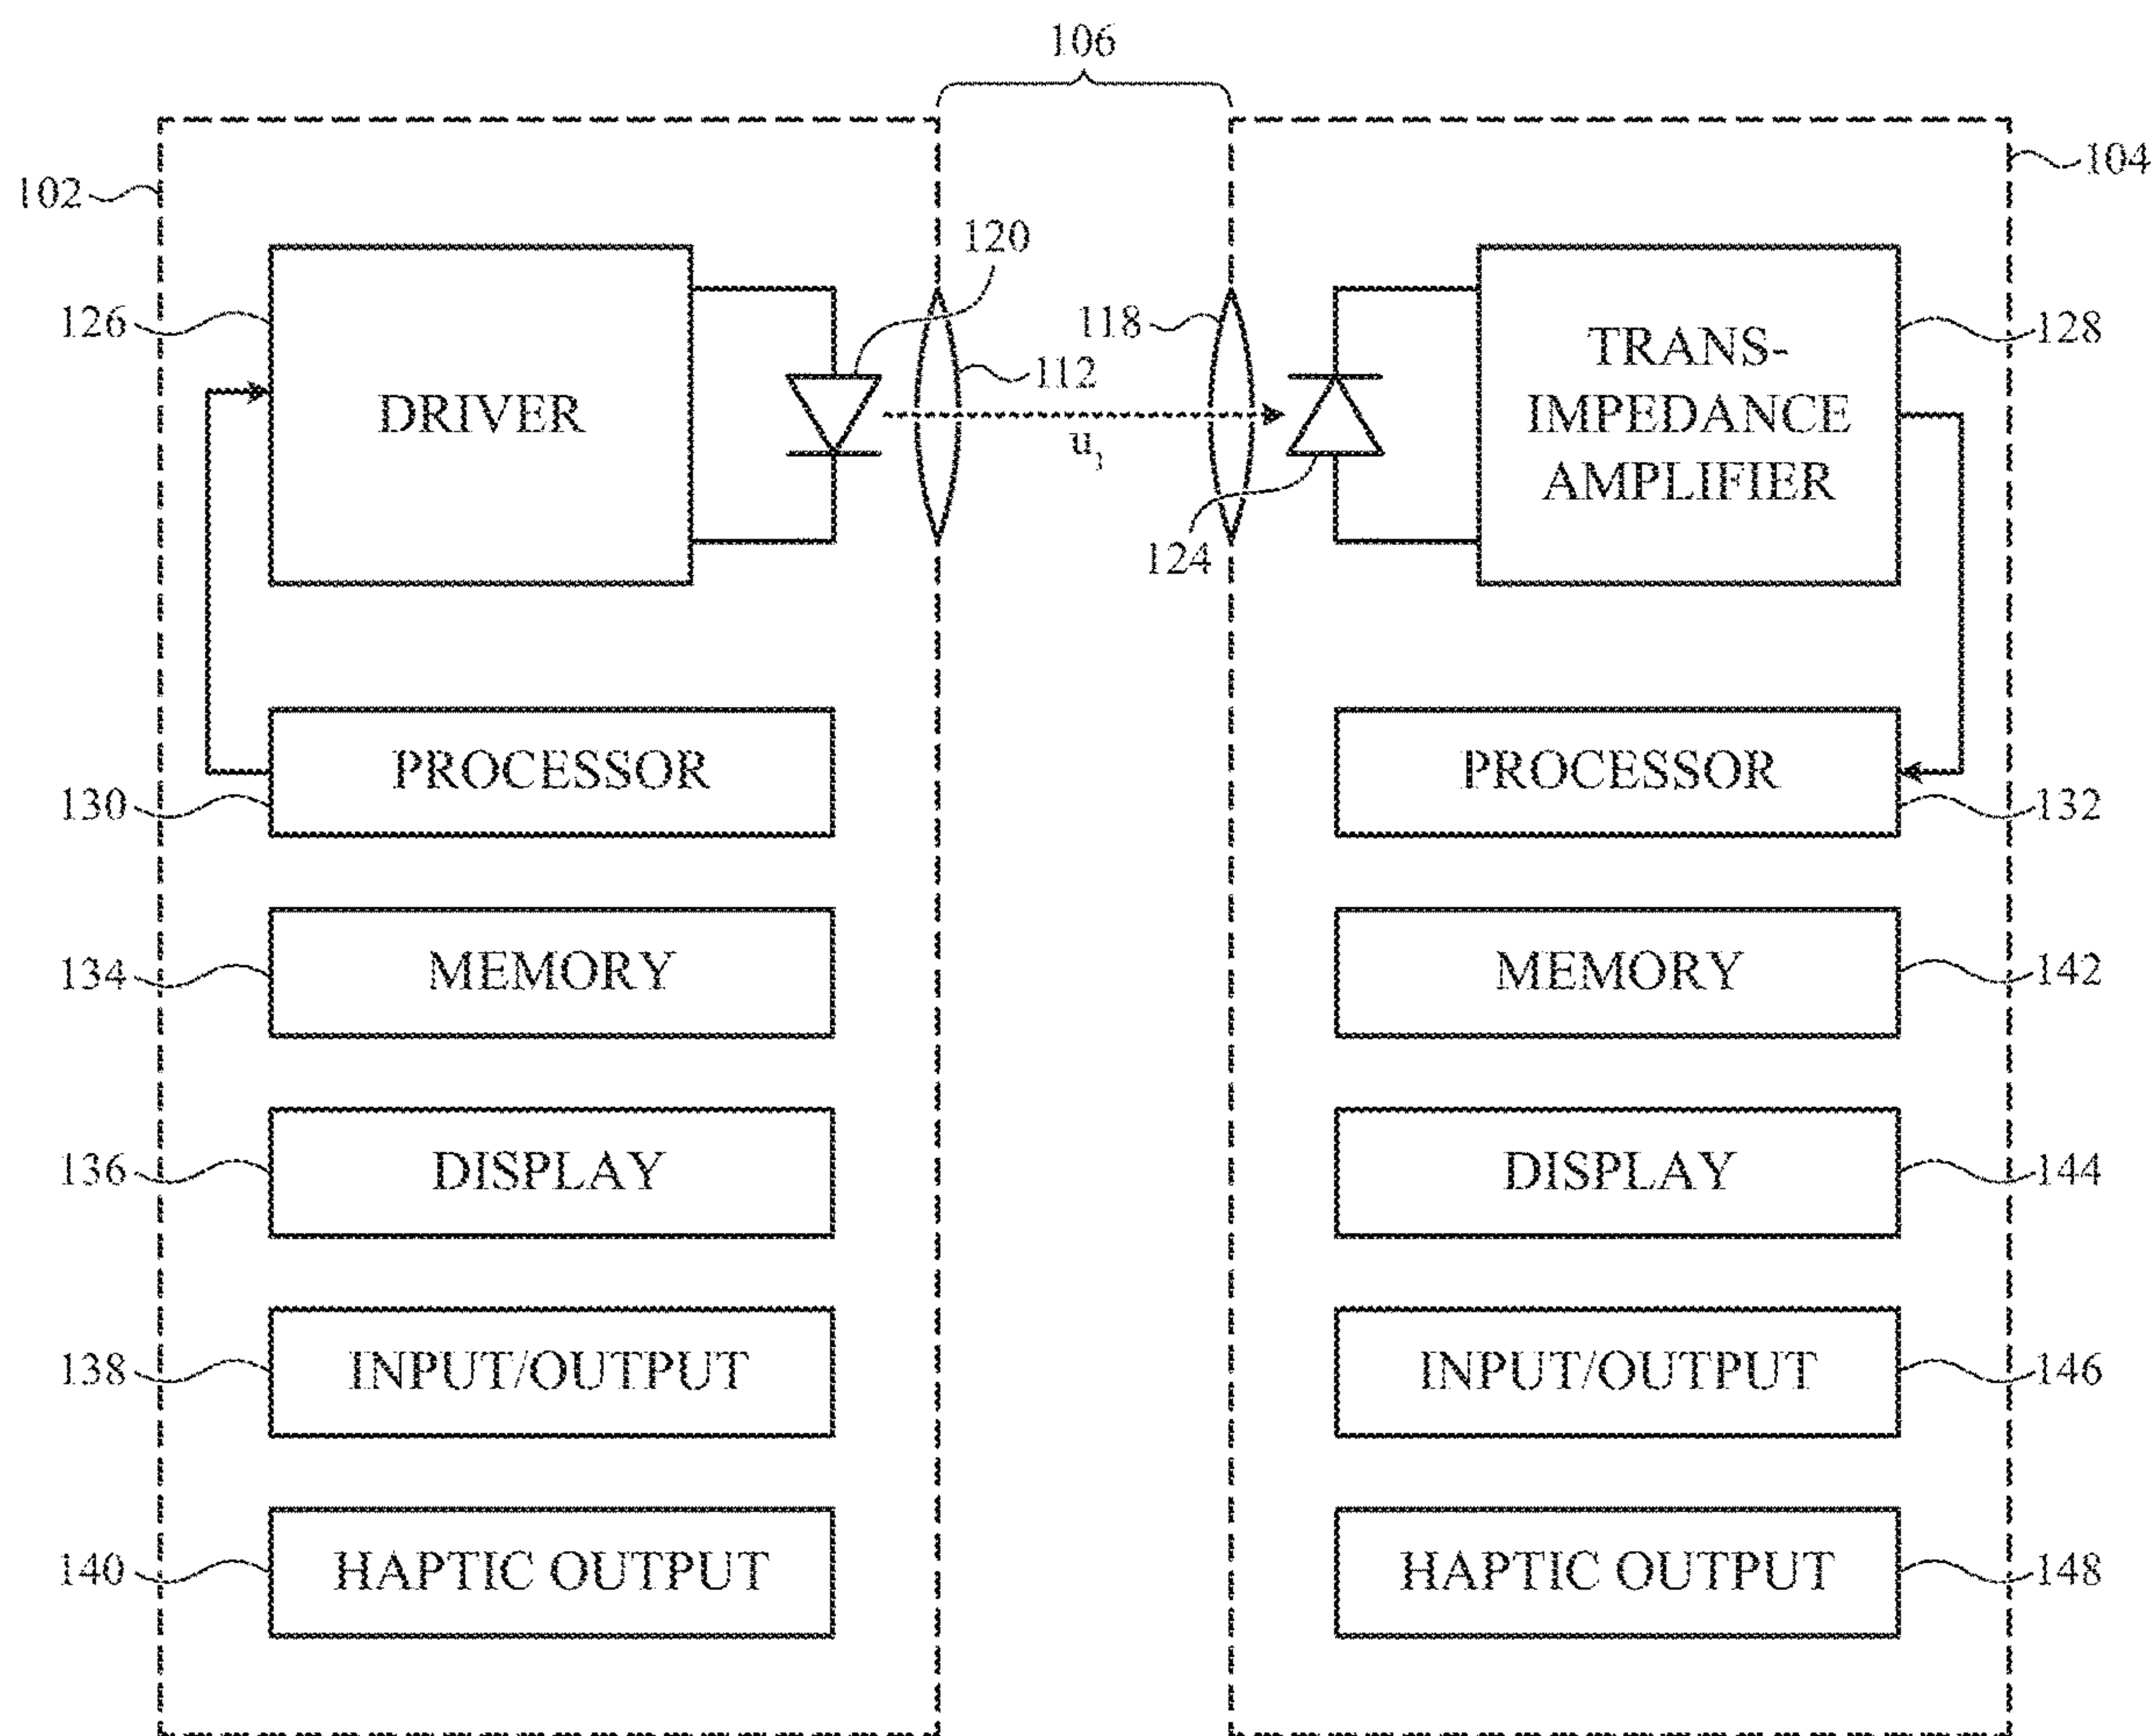 106
102
104
120
126
DRIVER
112
118
u₁
124
TRANS-
IMPEDANCE
AMPLIFIER
128
130
PROCESSOR
PROCESSOR
132
134
MEMORY
MEMORY
142
136
DISPLAY
DISPLAY
144
138
INPUT/OUTPUT
INPUT/OUTPUT
146
140
HAPTIC OUTPUT
HAPTIC OUTPUT
148